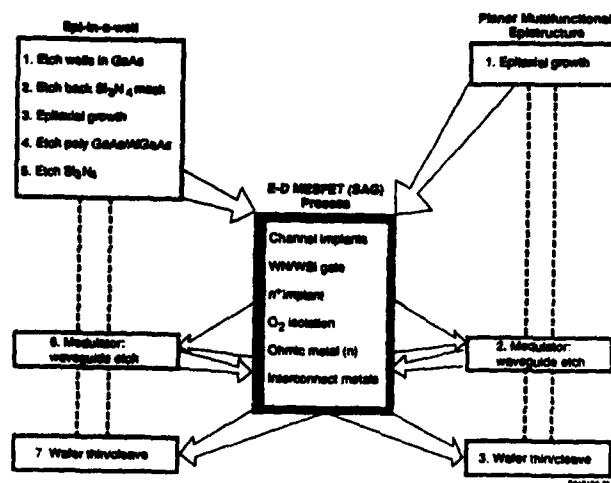 Epi-in-a-well
1. Etch wells in GaAs
2. Etch back Si3N4 mask
3. Epitaxial growth
4. Etch poly GaAs/AlGaAs
5. Etch Si3N4
Planar Multifunctional
Epistructure
1. Epitaxial growth
E-D MESFET (SAG)
Process
Channel implants
WN/WSi gate
n+ implant
O2 isolation
Ohmic metal (n)
Interconnect metals
6. Modulator:
waveguide etch
2. Modulator:
waveguide etch
7 Wafer thin/cleave
3. Wafer thin/cleave